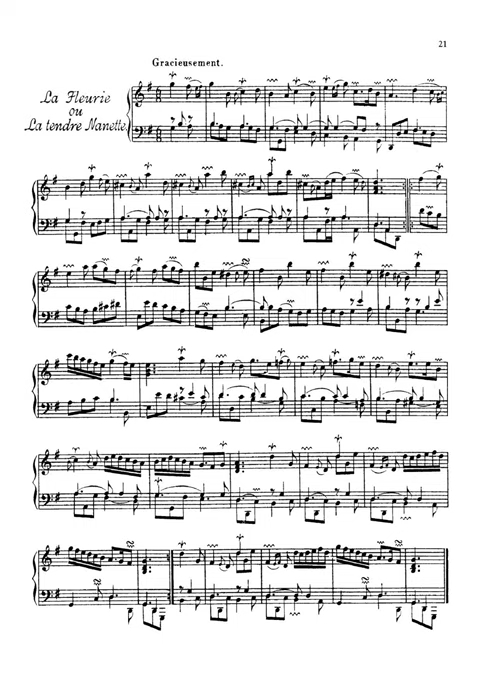 21
Gracieusement.
La Fleurie
ou
La tendre Nanette